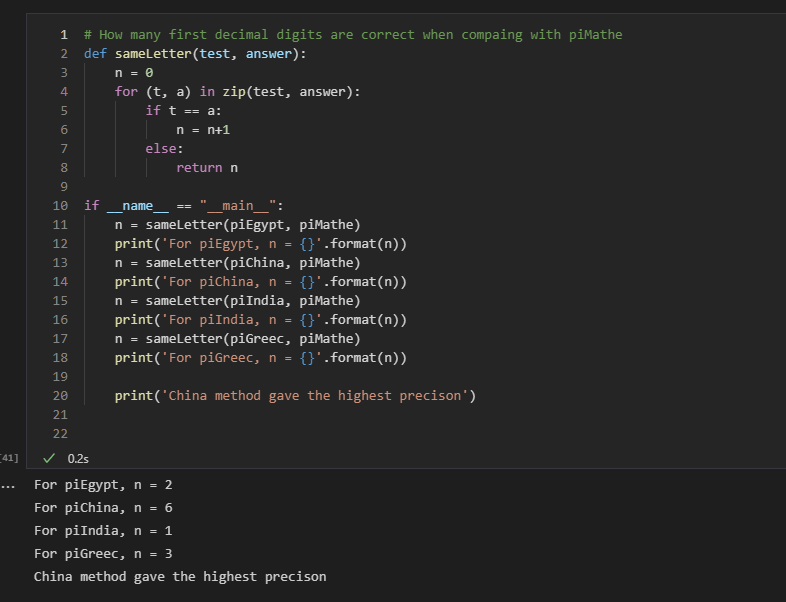 1 # How many first decimal digits are correct when compaing with piMathe
2 def sameLetter(test, answer):
3     n = 0
4     for (t, a) in zip(test, answer):
5         if t == a:
6             n = n+1
7         else:
8             return n
9
10 if __name__ == "__main__":
11     n = sameLetter(piEgypt, piMathe)
12     print('For piEgypt, n = {}'.format(n))
13     n = sameLetter(piChina, piMathe)
14     print('For piChina, n = {}'.format(n))
15     n = sameLetter(piIndia, piMathe)
16     print('For piIndia, n = {}'.format(n))
17     n = sameLetter(piGreec, piMathe)
18     print('For piGreec, n = {}'.format(n))
19
20     print('China method gave the highest precison')
21
22
[41] ✓ 0.2s
... For piEgypt, n = 2
For piChina, n = 6
For piIndia, n = 1
For piGreec, n = 3
China method gave the highest precison